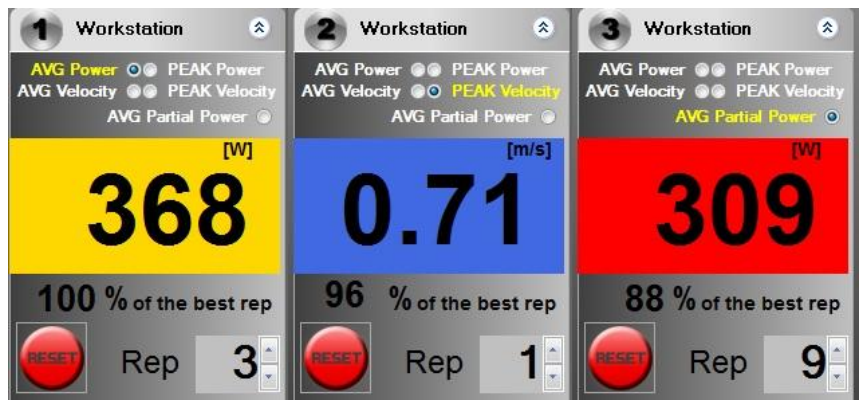 1 Workstation
AVG Power PEAK Power
AVG Velocity PEAK Velocity
AVG Partial Power
[W]
368
100 % of the best rep
RESET Rep 3
2 Workstation
AVG Power PEAK Power
AVG Velocity PEAK Velocity
AVG Partial Power
[m/s]
0.71
96 % of the best rep
RESET Rep 1
3 Workstation
AVG Power PEAK Power
AVG Velocity PEAK Velocity
AVG Partial Power
[W]
309
88 % of the best rep
RESET Rep 9